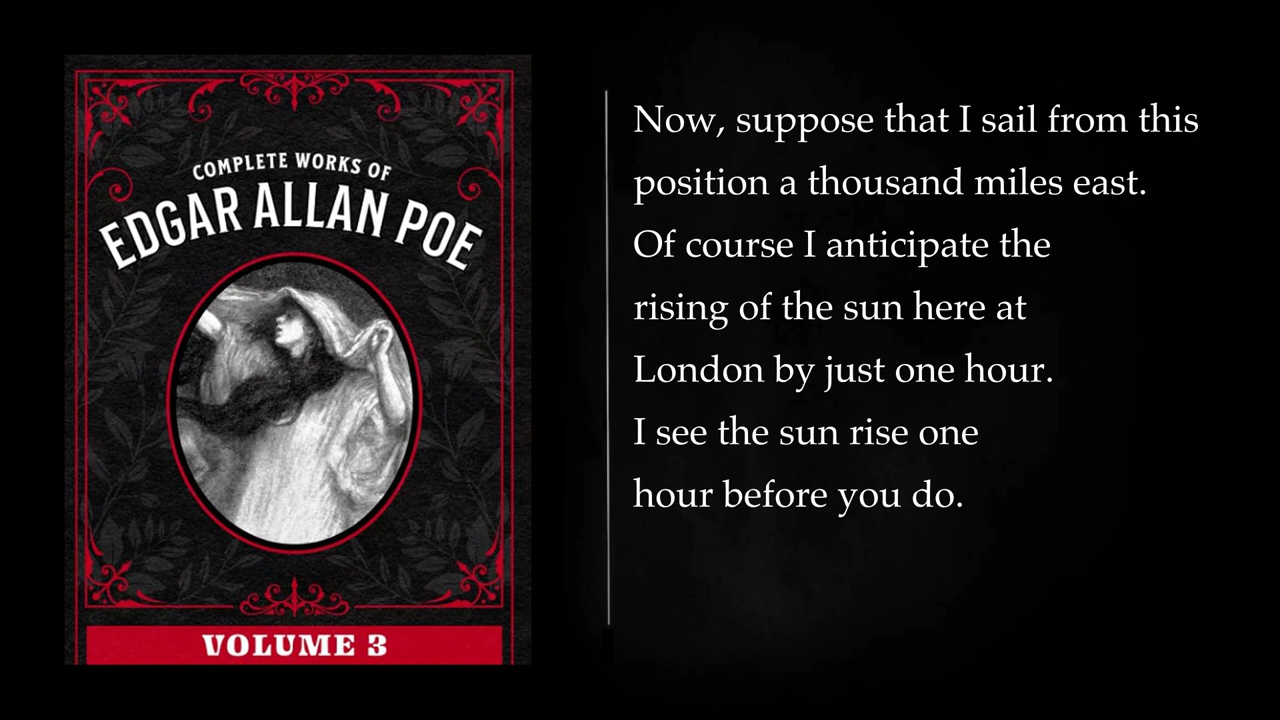 COMPLETE WORKS OF
EDGAR ALLAN POE
VOLUME 3
Now, suppose that I sail from this
position a thousand miles east.
Of course I anticipate the
rising of the sun here at
London by just one hour.
I see the sun rise one
hour before you do.